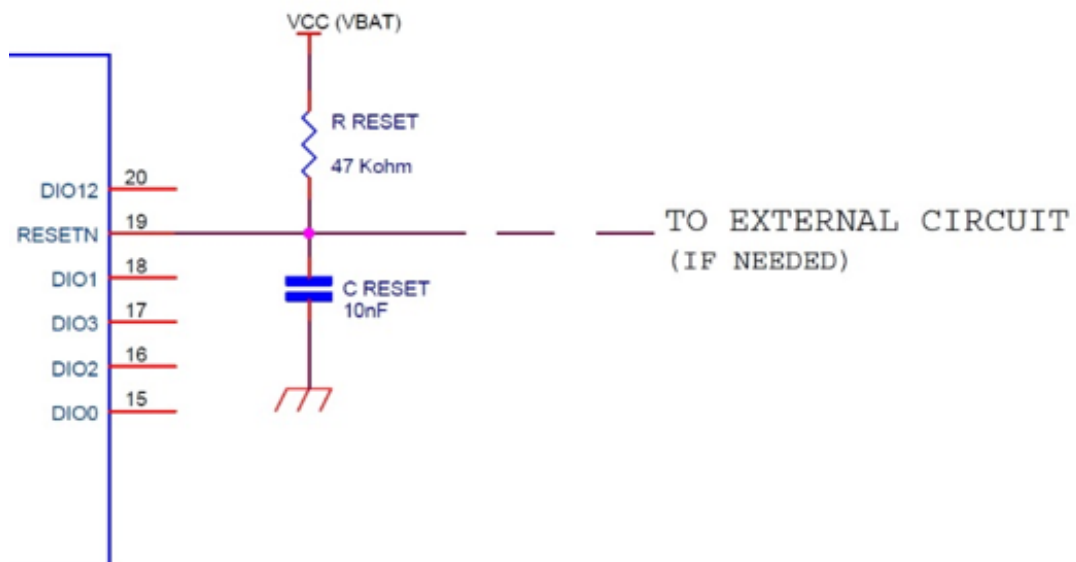 VCC (VBAT)
R RESET
47 Kohm
DIO12 20
RESETN 19
TO EXTERNAL CIRCUIT
(IF NEEDED)
DIO1 18
C RESET
10nF
DIO3 17
DIO2 16
DIO0 15